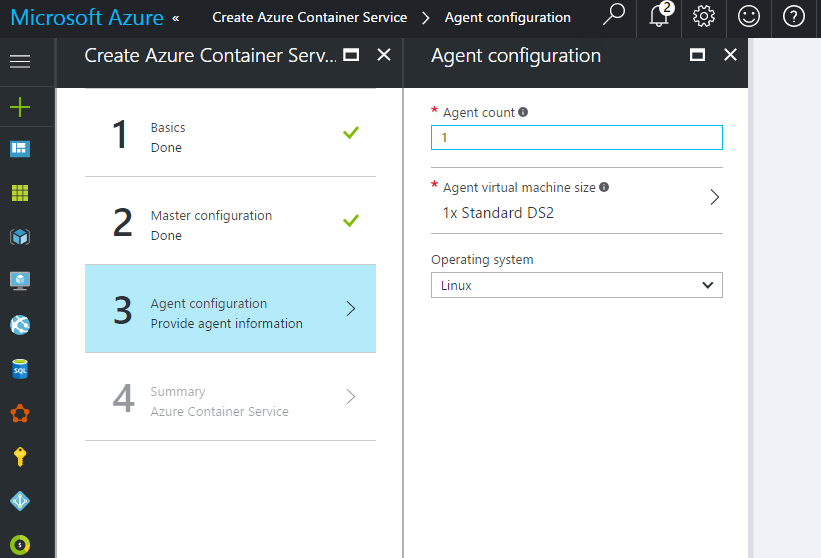 Microsoft Azure «
Create Azure Container Service > Agent configuration
2
Create Azure Container Serv...
1
Basics
Done
2
Master configuration
Done
3
Agent configuration
Provide agent information
4
Summary
Azure Container Service
Agent configuration
* Agent count
1
* Agent virtual machine size
1x Standard DS2
Operating system
Linux
SQL